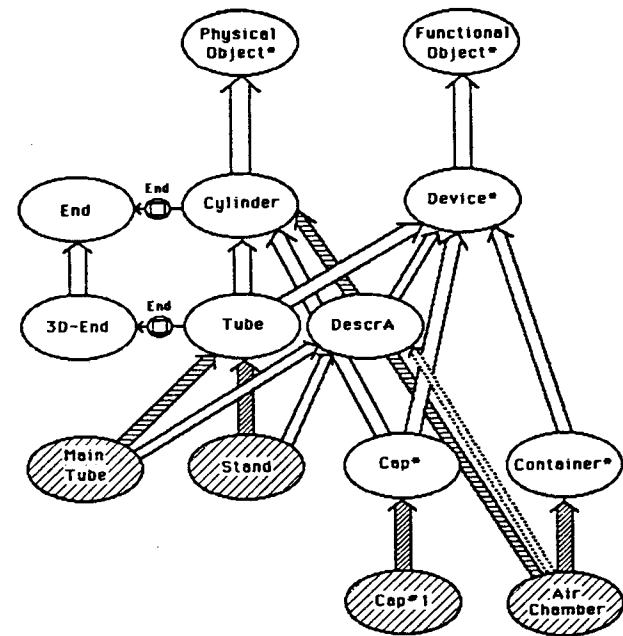 Physical
Object*
Functional
Object*
End
End
Cylinder
Device*
3D-End
End
Tube
DescrA
Main
Tube
Stand
Cap*
Container*
Cap#1
Air
Chamber